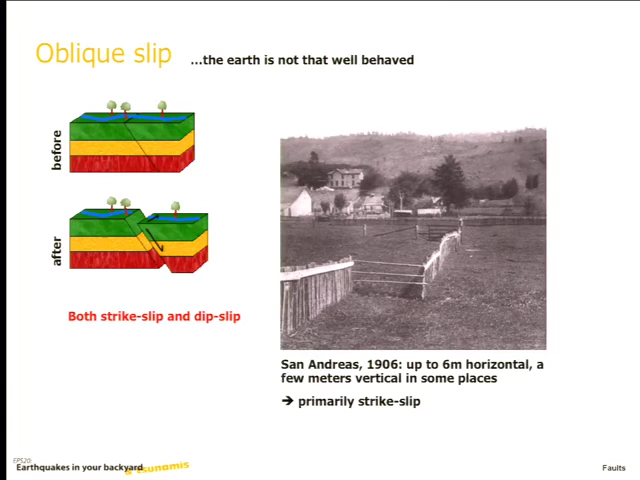 Oblique slip
...the earth is not that well behaved
before
after
Both strike-slip and dip-slip
San Andreas, 1906: up to 6m horizontal, a
few meters vertical in some places
➔ primarily strike-slip
EPS20:
Earthquakes in your backyard
& tsunamis
Faults